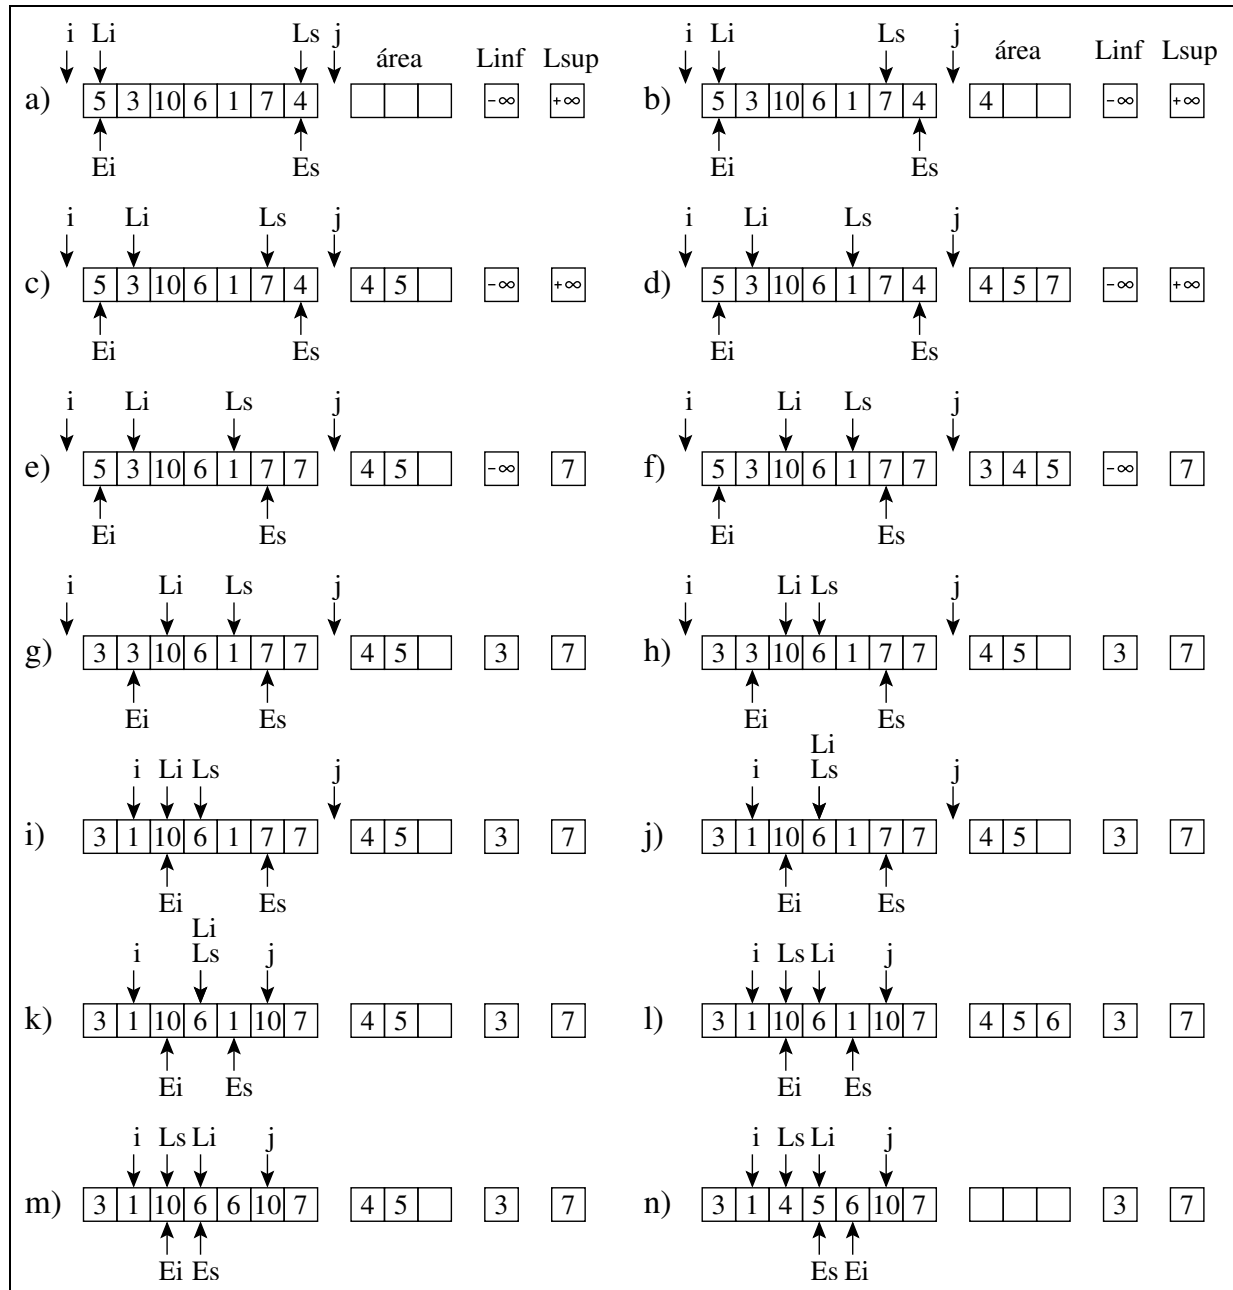 i Li Ls j área Linf Lsup
a) 5 3 10 6 1 7 4 -∞ +∞
Ei Es
i Li Ls j área Linf Lsup
b) 5 3 10 6 1 7 4 4 -∞ +∞
Ei Es
i Li Ls j
c) 5 3 10 6 1 7 4 4 5 -∞ +∞
Ei Es
i Li Ls j
d) 5 3 10 6 1 7 4 4 5 7 -∞ +∞
Ei Es
i Li Ls j
e) 5 3 10 6 1 7 7 4 5 -∞ 7
Ei Es
i Li Ls j
f) 5 3 10 6 1 7 7 3 4 5 -∞ 7
Ei Es
i Li Ls j
g) 3 3 10 6 1 7 7 4 5 3 7
Ei Es
i Li Ls j
h) 3 3 10 6 1 7 7 4 5 3 7
Ei Es
i Li Ls j
i) 3 1 10 6 1 7 7 4 5 3 7
Ei Es
Li
i Ls j
j) 3 1 10 6 1 7 7 4 5 3 7
Ei Es
Li
i Ls j
k) 3 1 10 6 1 10 7 4 5 3 7
Ei Es
i Ls Li j
l) 3 1 10 6 1 10 7 4 5 6 3 7
Ei Es
i Ls Li j
m) 3 1 10 6 6 10 7 4 5 3 7
Ei Es
i Ls Li j
n) 3 1 4 5 6 10 7 3 7
Es Ei